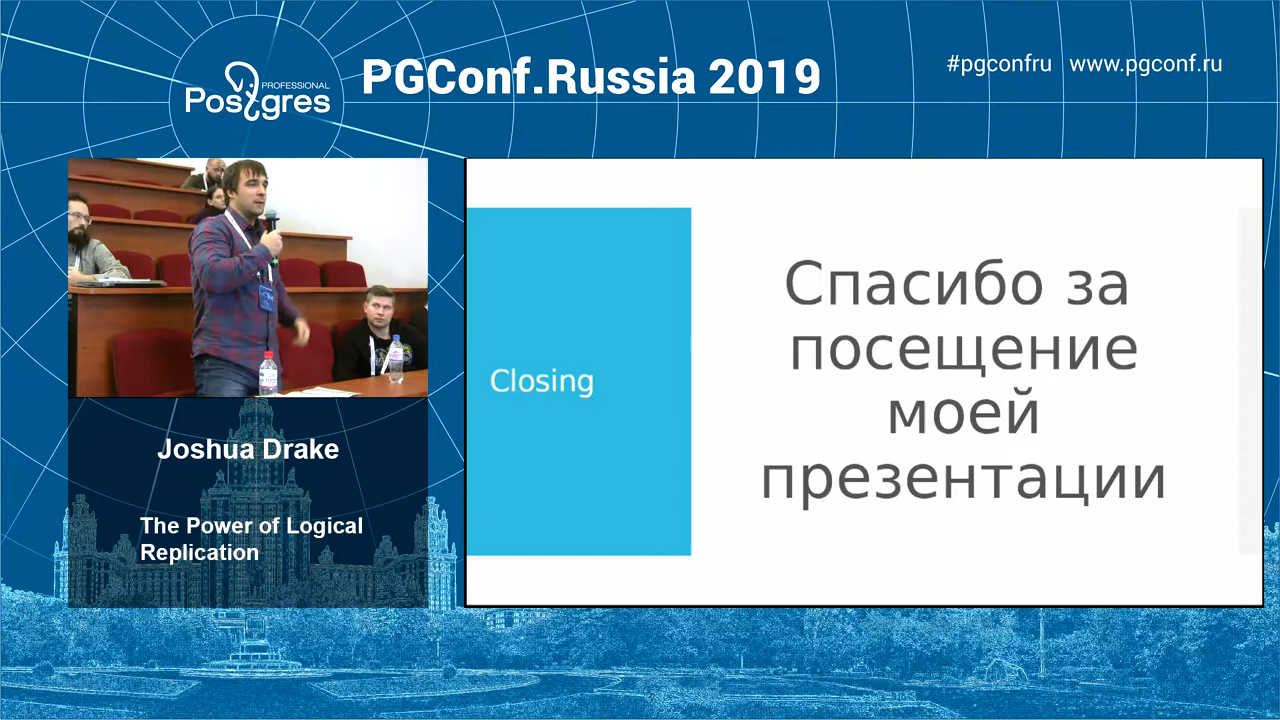 PROFESSIONAL
Postgres
PGConf.Russia 2019
#pgconfru www.pgconf.ru
Joshua Drake
The Power of Logical
Replication
Closing
Спасибо за
посещение
моей
презентации